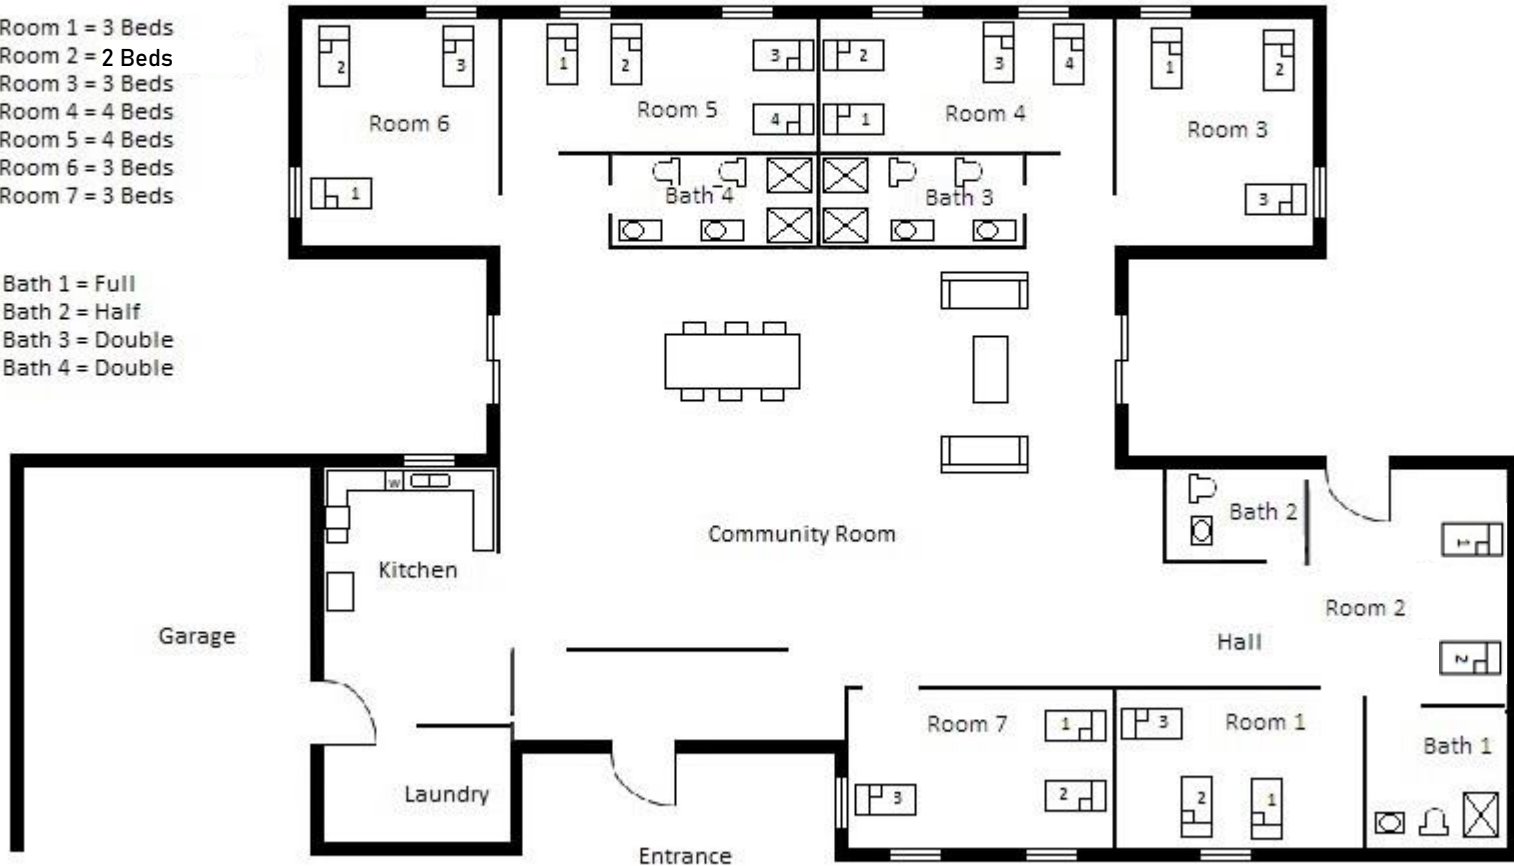 Room 1 = 3 Beds
Room 2 = 2 Beds
Room 3 = 3 Beds
Room 4 = 4 Beds
Room 5 = 4 Beds
Room 6 = 3 Beds
Room 7 = 3 Beds
Bath 1 = Full
Bath 2 = Half
Bath 3 = Double
Bath 4 = Double
2
3
Room 6
1
1
2
3
Room 5
4
2
3
4
Room 4
1
1
2
Room 3
3
Bath 4
Bath 3
W
Kitchen
Community Room
Bath 2
1
Room 2
2
Garage
Hall
Laundry
Entrance
Room 7
1
2
3
3
Room 1
2
1
Bath 1